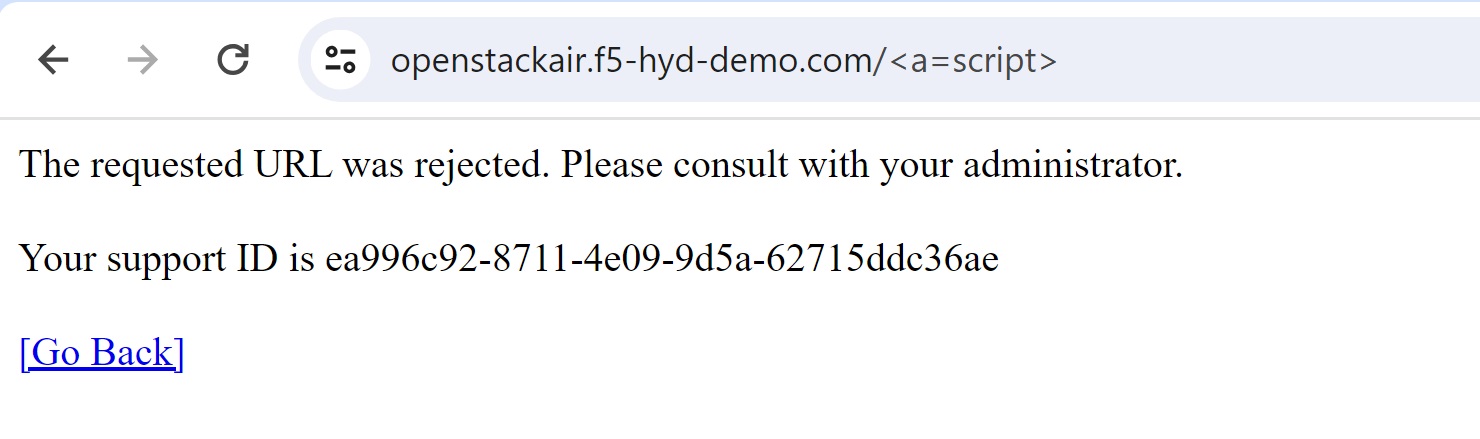 openstackair.f5-hyd-demo.com/<a=script>
The requested URL was rejected. Please consult with your administrator.
Your support ID is ea996c92-8711-4e09-9d5a-62715ddc36ae
[Go Back]